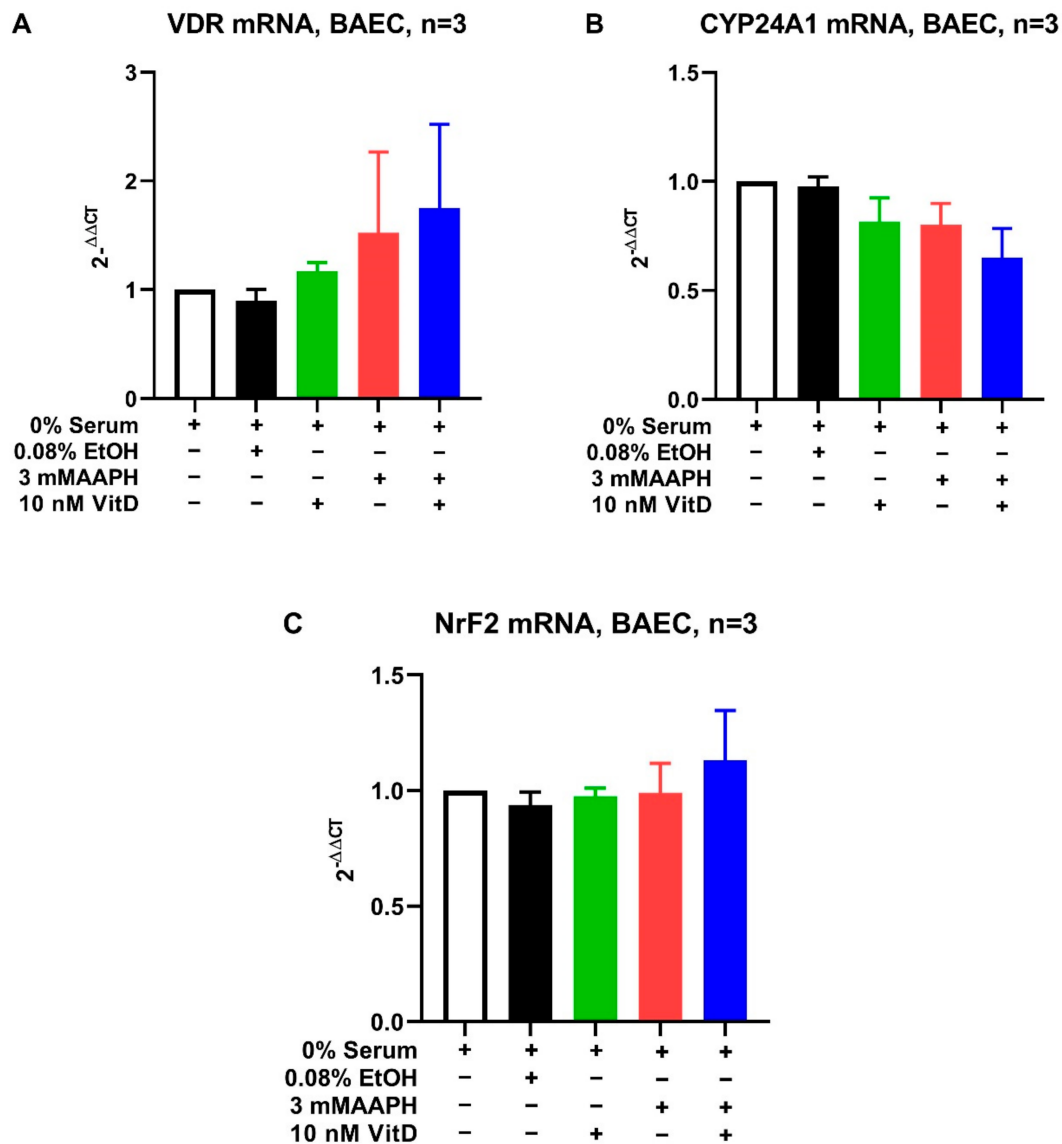 A VDR mRNA, BAEC, n=3
3
2
1
0
2-ΔΔCT
0% Serum + + + + +
0.08% EtOH – + – – –
3 mMAAPH – – – + +
10 nM VitD – – + – +
B CYP24A1 mRNA, BAEC, n=3
1.5
1.0
0.5
0.0
2-ΔΔCT
0% Serum + + + + +
0.08% EtOH – + – – –
3 mMAAPH – – – + +
10 nM VitD – – + – +
C NrF2 mRNA, BAEC, n=3
1.5
1.0
0.5
0.0
2-ΔΔCT
0% Serum + + + + +
0.08% EtOH – + – – –
3 mMAAPH – – – + +
10 nM VitD – – + – +